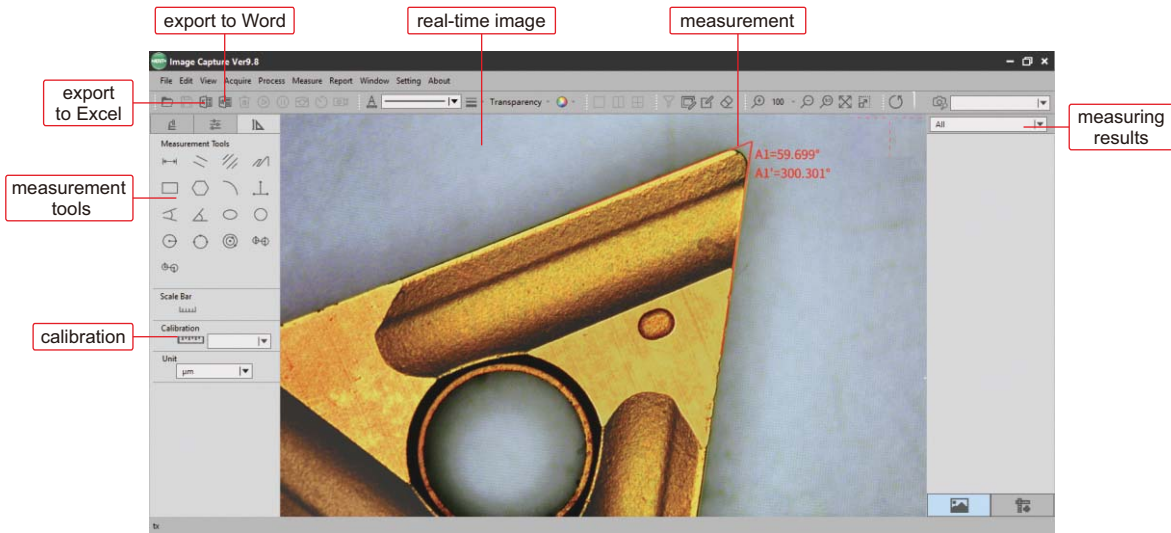 export to Word
real-time image
measurement
Image Capture Ver9.8
File Edit View Acquire Process Measure Report Window Setting About
export
to Excel
Transparency
100
All
measuring
results
Measurement Tools
A1=59.699°
A1'=300.301°
measurement
tools
Scale Bar
calibration
Calibration
Unit
μm
tx